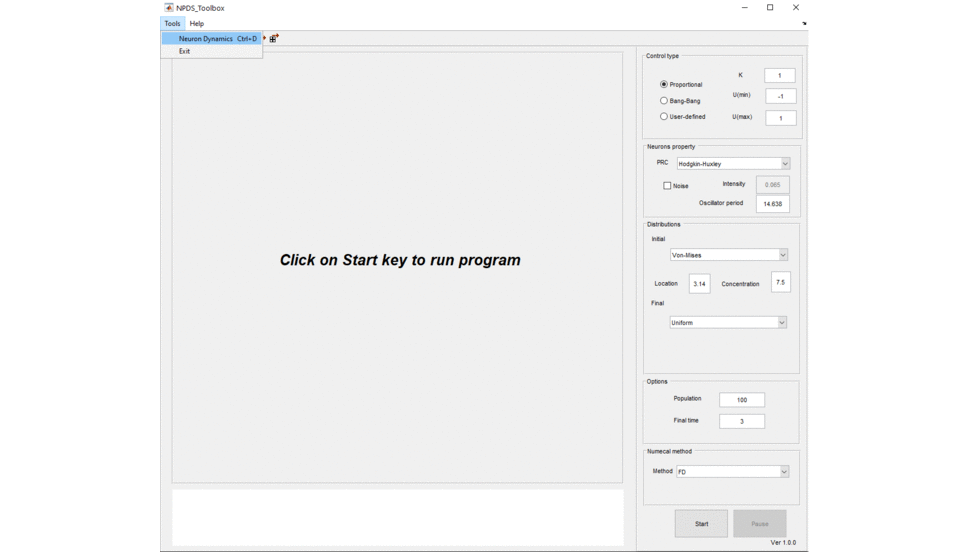 NPDS_Toolbox
Tools Help
Neuron Dynamics Ctrl+D
Exit
Click on Start key to run program
Control type
Proportional
Bang-Bang
User-defined
K 1
U(min) -1
U(max) 1
Neurons property
PRC Hodgkin-Huxley
Noise Intensity 0.065
Oscillator period 14.638
Distributions
Initial
Von-Mises
Location 3.14 Concentration 7.5
Final
Uniform
Options
Population 100
Final time 3
Numecal method
Method FD
Start Pause
Ver 1.0.0